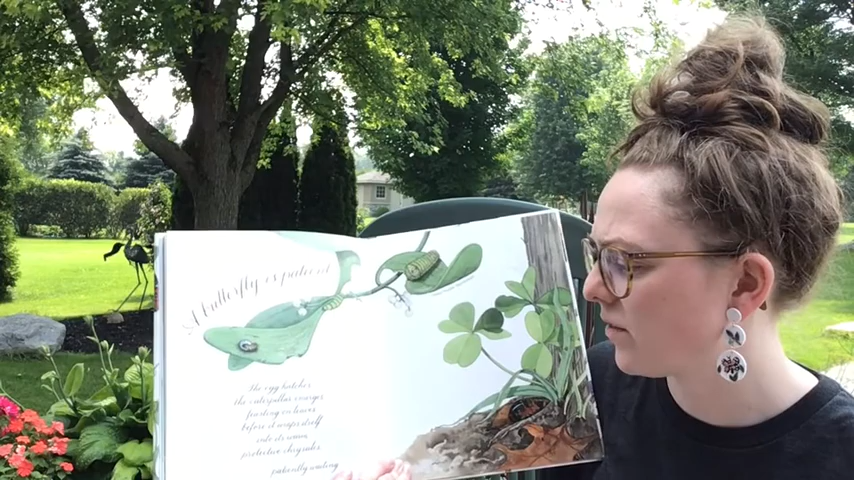 A butterfly is patient
The egg hatches
the caterpillar emerges
feasting on leaves
before it wraps itself
into its warm,
protective chrysalis
patiently waiting